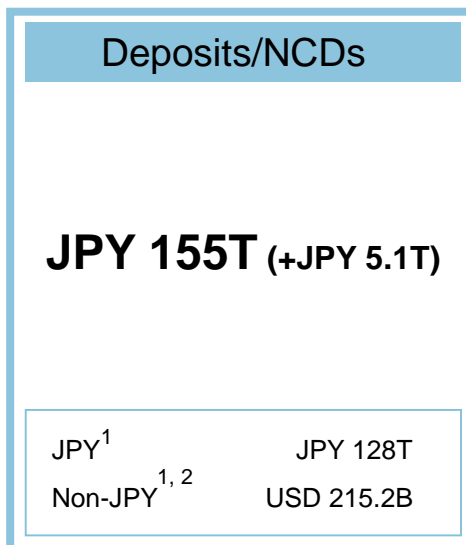 Deposits/NCDs
JPY 155T (+JPY 5.1T)
JPY1 JPY 128T
Non-JPY1, 2 USD 215.2B